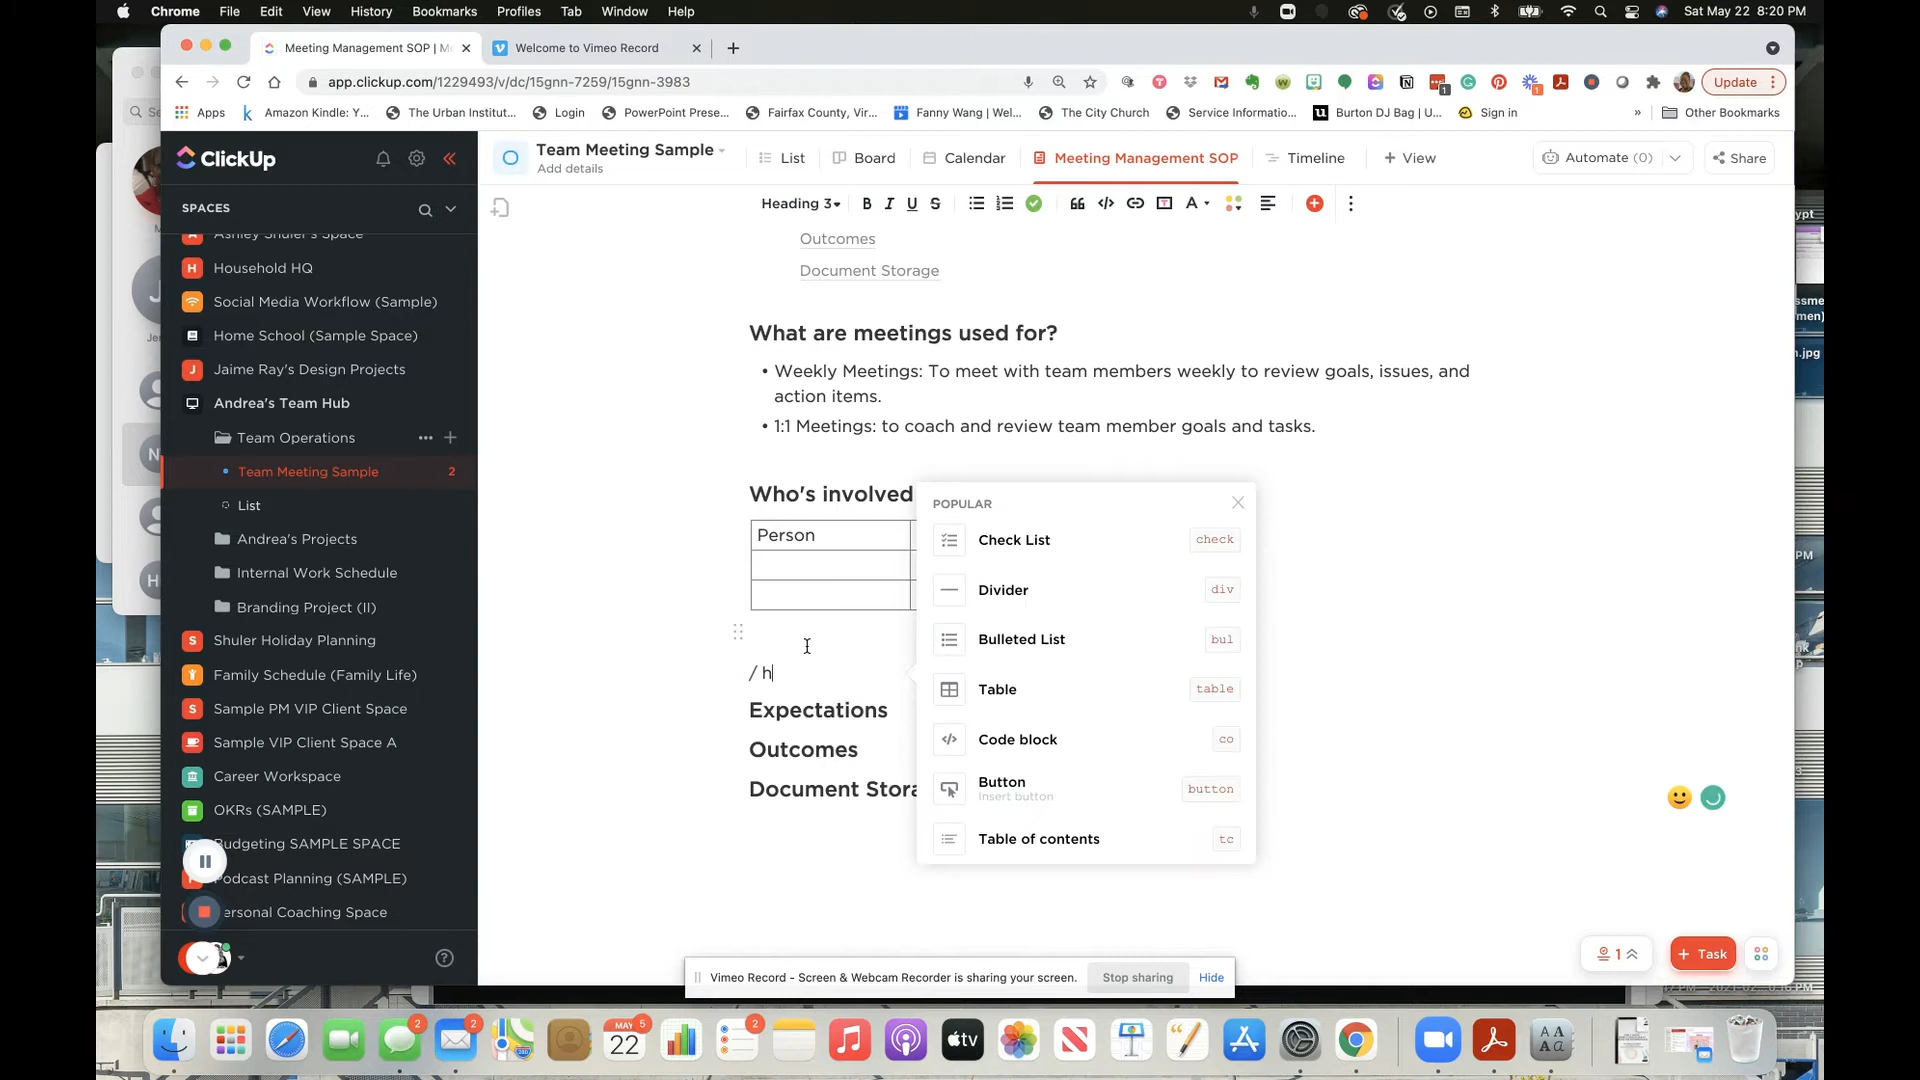 Chrome File Edit View History Bookmarks Profiles Tab Window Help
Sat May 22 8:20 PM
Meeting Management SOP | M
Welcome to Vimeo Record
app.clickup.com/1229493/v/dc/15gnn-7259/15gnn-3983
Update
Apps
Amazon Kindle: Y...
The Urban Institut...
Login
PowerPoint Prese...
Fairfax County, Vir...
Fanny Wang | Wel...
The City Church
Service Informatio...
Burton DJ Bag | U...
Sign in
»
Other Bookmarks
ClickUp
Team Meeting Sample
Add details
List
Board
Calendar
Meeting Management SOP
Timeline
+ View
Automate (0)
Share
SPACES
Heading 3
B I U S
Ashley Shuler's Space
Household HQ
Social Media Workflow (Sample)
Home School (Sample Space)
Jaime Ray's Design Projects
Andrea's Team Hub
Team Operations
Team Meeting Sample 2
List
Andrea's Projects
Internal Work Schedule
Branding Project (II)
Shuler Holiday Planning
Family Schedule (Family Life)
Sample PM VIP Client Space
Sample VIP Client Space A
Career Workspace
OKRs (SAMPLE)
Budgeting SAMPLE SPACE
Podcast Planning (SAMPLE)
ersonal Coaching Space
Outcomes
Document Storage
What are meetings used for?
• Weekly Meetings: To meet with team members weekly to review goals, issues, and
action items.
• 1:1 Meetings: to coach and review team member goals and tasks.
Who's involved
Person
/ h
Expectations
Outcomes
Document Stora
POPULAR
Check List check
Divider div
Bulleted List bul
Table table
Code block co
Button button
Insert button
Table of contents tc
1
+ Task
Vimeo Record - Screen & Webcam Recorder is sharing your screen.
Stop sharing
Hide
MAY
22
tv